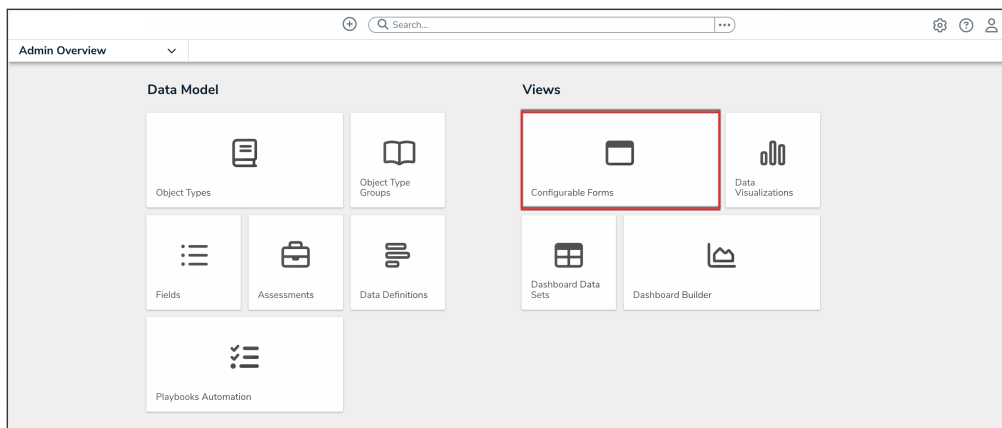 Search...
Admin Overview
Data Model
Views
Object Types
Object Type
Groups
Configurable Forms
Data
Visualizations
Fields
Assessments
Data Definitions
Dashboard Data
Sets
Dashboard Builder
Playbooks Automation